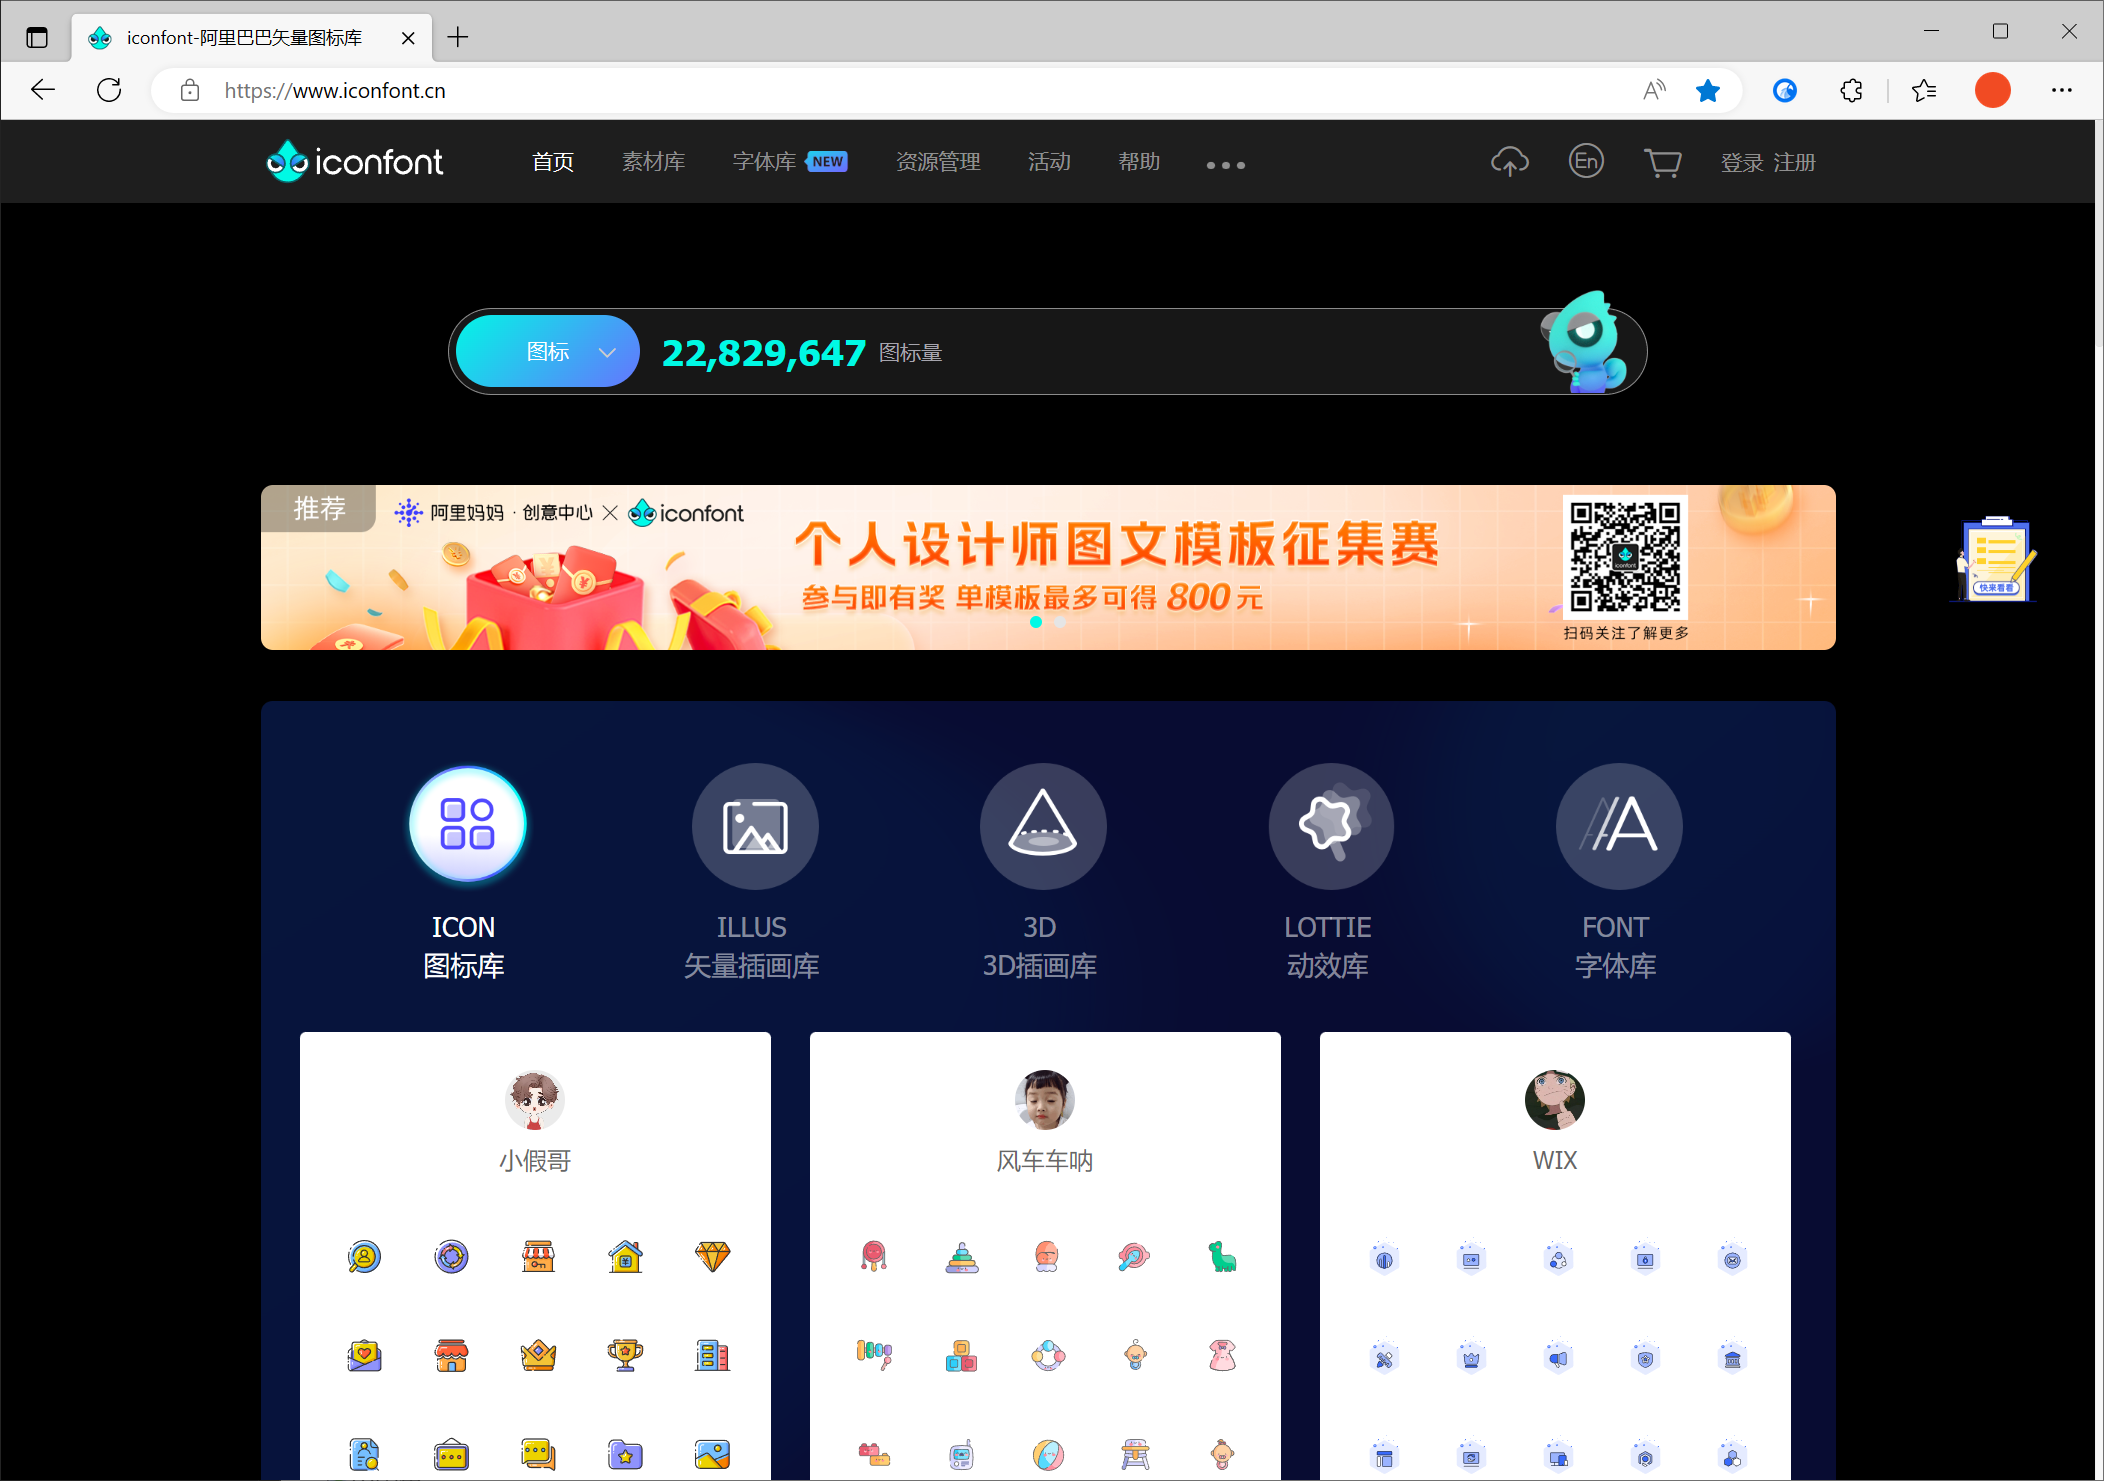 iconfont-阿里巴巴矢量图标库
https://www.iconfont.cn
iconfont 首页 素材库 字体库 NEW 资源管理 活动 帮助 En 登录 注册
图标 22,829,647 图标量
推荐 阿里妈妈 · 创意中心 × iconfont
个人设计师图文模板征集赛
参与即有奖 单模板最多可得 800 元
扫码关注了解更多
快来看看
ICON ILLUS 3D LOTTIE FONT
图标库 矢量插画库 3D插画库 动效库 字体库
小假哥 风车车呐 WIX